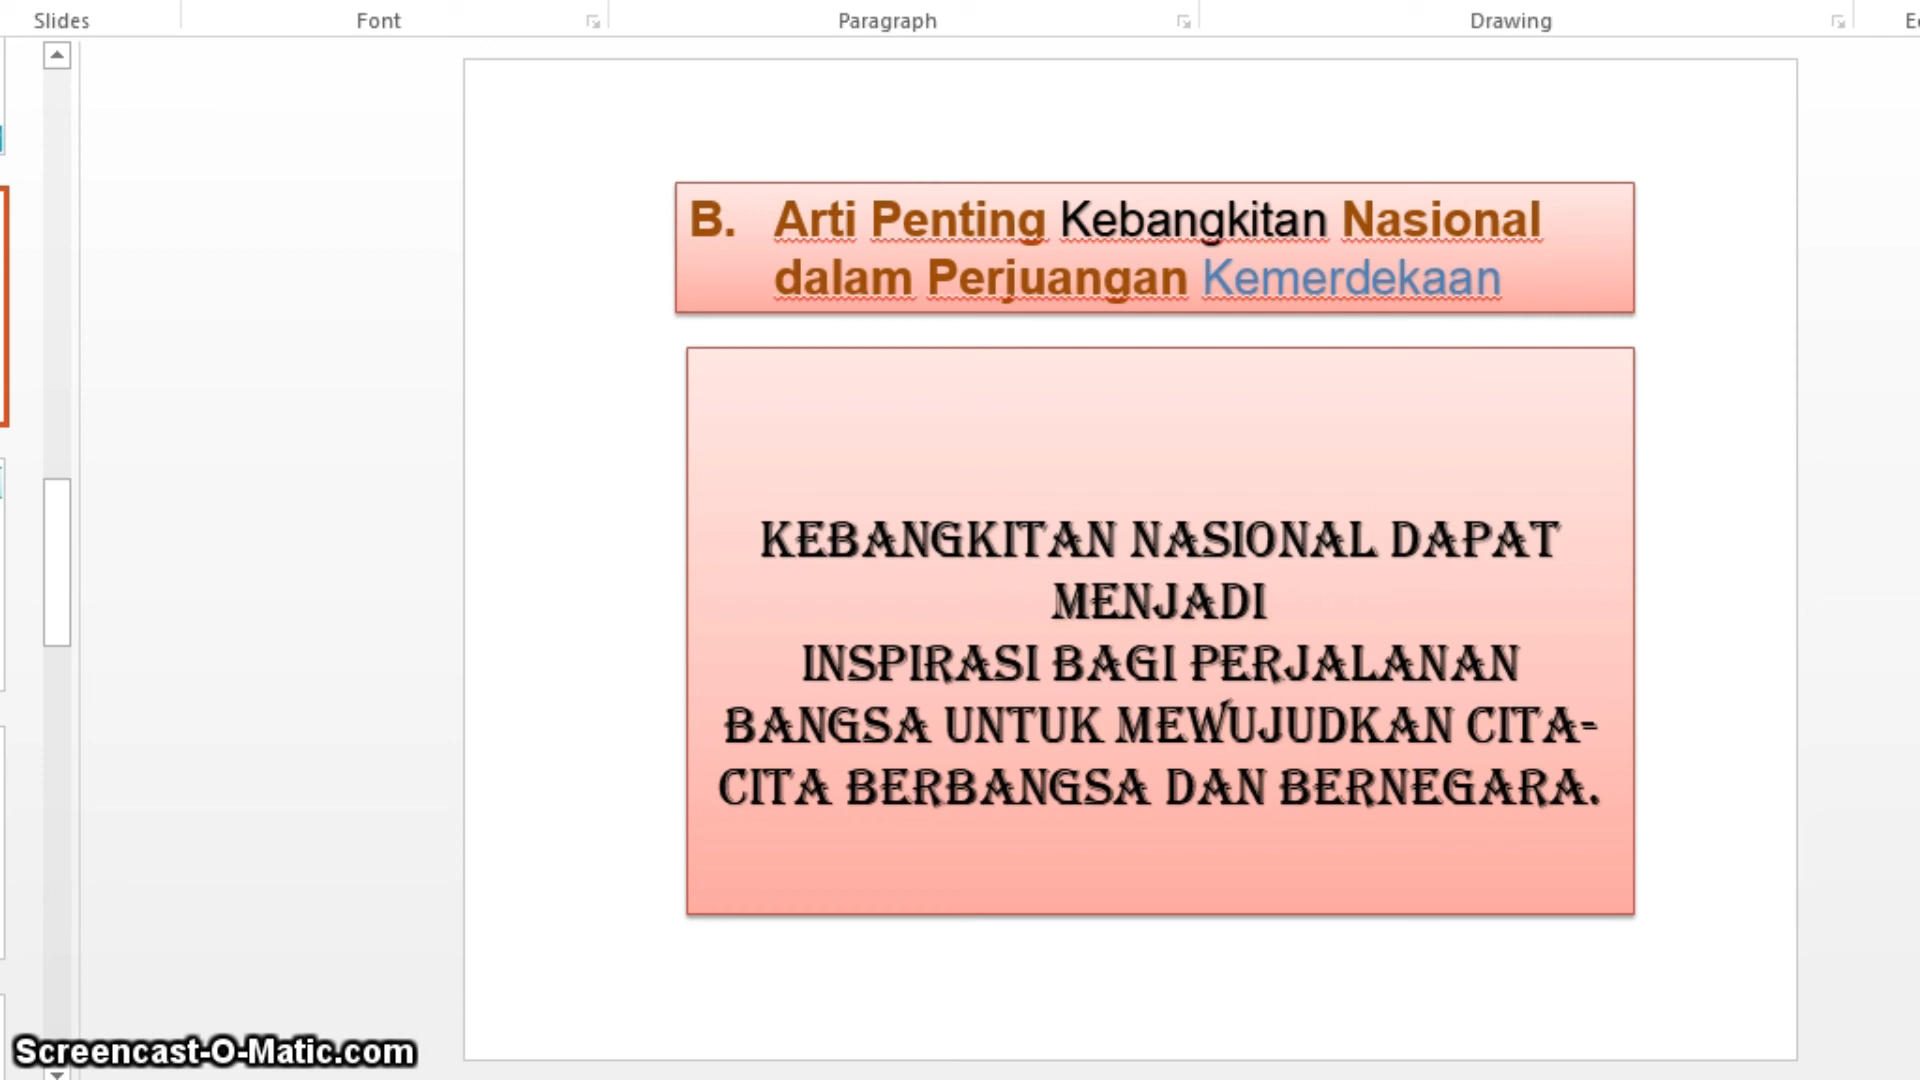 Slides Font Paragraph Drawing
B. Arti Penting Kebangkitan Nasional
dalam Perjuangan Kemerdekaan
KEBANGKITAN NASIONAL DAPAT
MENJADI
INSPIRASI BAGI PERJALANAN
BANGSA UNTUK MEWUJUDKAN CITA-
CITA BERBANGSA DAN BERNEGARA.
Screencast-O-Matic.com